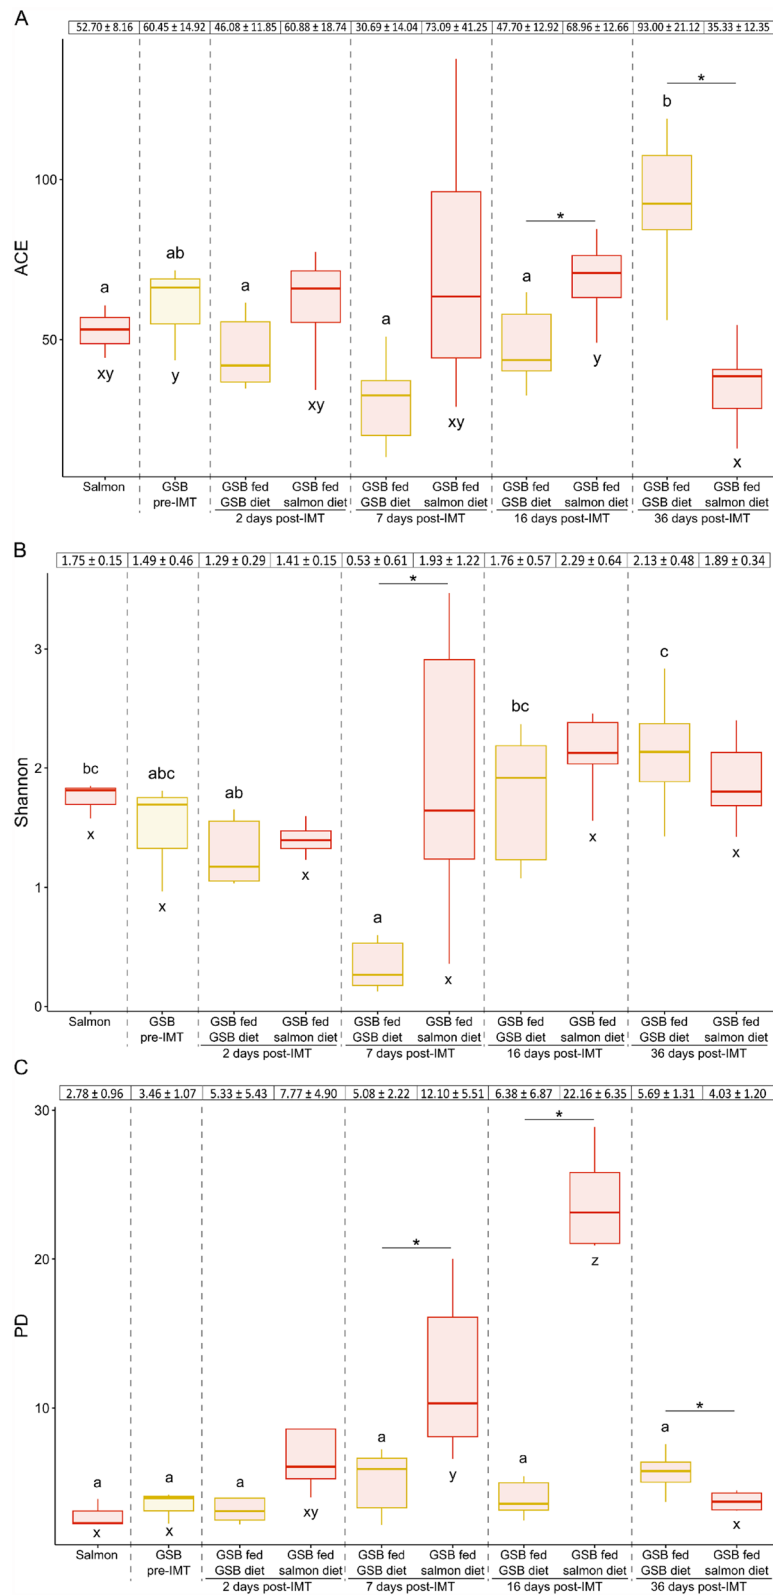 A
52.70 ± 8.16 60.45 ± 14.92 46.08 ± 11.85 60.88 ± 18.74 30.69 ± 14.04 73.09 ± 41.25 47.70 ± 12.92 68.96 ± 12.66 93.00 ± 21.12 35.33 ± 12.35
* b
100
*
ab
a a a a
ACE
50
xy y xy xy y x
Salmon GSB GSB fed GSB fed GSB fed GSB fed GSB fed GSB fed GSB fed GSB fed
pre-IMT GSB diet salmon diet GSB diet salmon diet GSB diet salmon diet GSB diet salmon diet
2 days post-IMT 7 days post-IMT 16 days post-IMT 36 days post-IMT
B
1.75 ± 0.15 1.49 ± 0.46 1.29 ± 0.29 1.41 ± 0.15 0.53 ± 0.61 1.93 ± 1.22 1.76 ± 0.57 2.29 ± 0.64 2.13 ± 0.48 1.89 ± 0.34
*
3
c
bc
bc abc ab
2
Shannon
x x x x x
1
a
x
0
Salmon GSB GSB fed GSB fed GSB fed GSB fed GSB fed GSB fed GSB fed GSB fed
pre-IMT GSB diet salmon diet GSB diet salmon diet GSB diet salmon diet GSB diet salmon diet
2 days post-IMT 7 days post-IMT 16 days post-IMT 36 days post-IMT
C
2.78 ± 0.96 3.46 ± 1.07 5.33 ± 5.43 7.77 ± 4.90 5.08 ± 2.22 12.10 ± 5.51 6.38 ± 6.87 22.16 ± 6.35 5.69 ± 1.31 4.03 ± 1.20
30
*
*
z
20
PD
10
*
a a a a a a
x x xy y x
Salmon GSB GSB fed GSB fed GSB fed GSB fed GSB fed GSB fed GSB fed GSB fed
pre-IMT GSB diet salmon diet GSB diet salmon diet GSB diet salmon diet GSB diet salmon diet
2 days post-IMT 7 days post-IMT 16 days post-IMT 36 days post-IMT